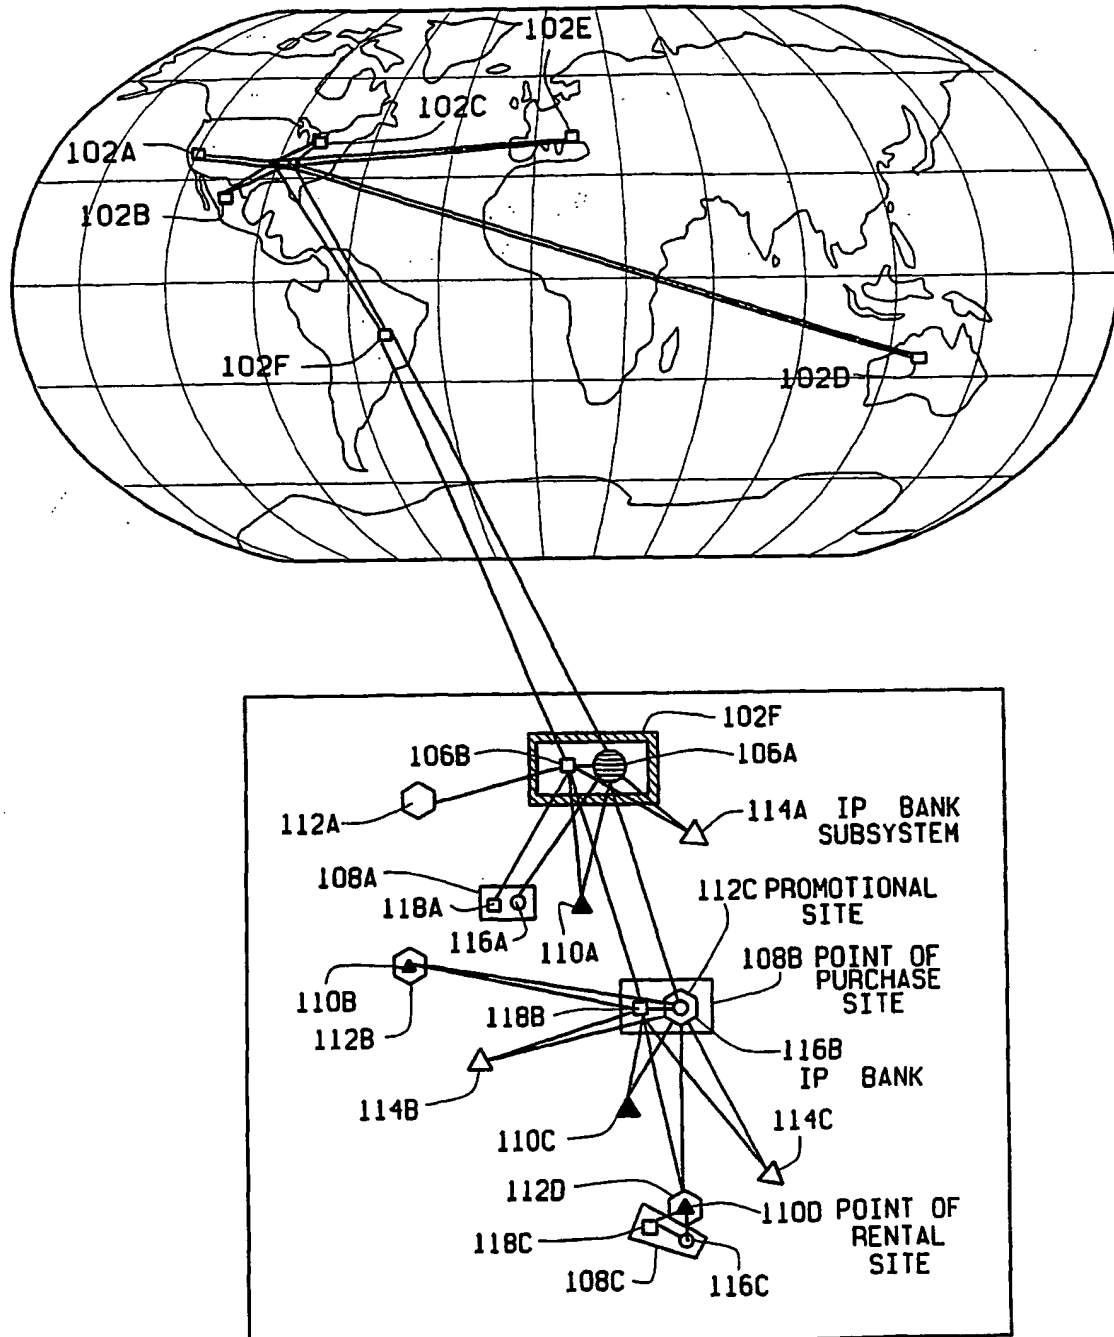 102E
102C
102A
102B
102F
102D
102F
106B
106A
112A
114A IP BANK
SUBSYSTEM
108A
118A
116A
110A
112C PROMOTIONAL
SITE
108B POINT OF
PURCHASE
SITE
110B
112B
118B
116B
IP BANK
114B
110C
114C
112D
110D POINT OF
RENTAL
SITE
118C
108C
116C